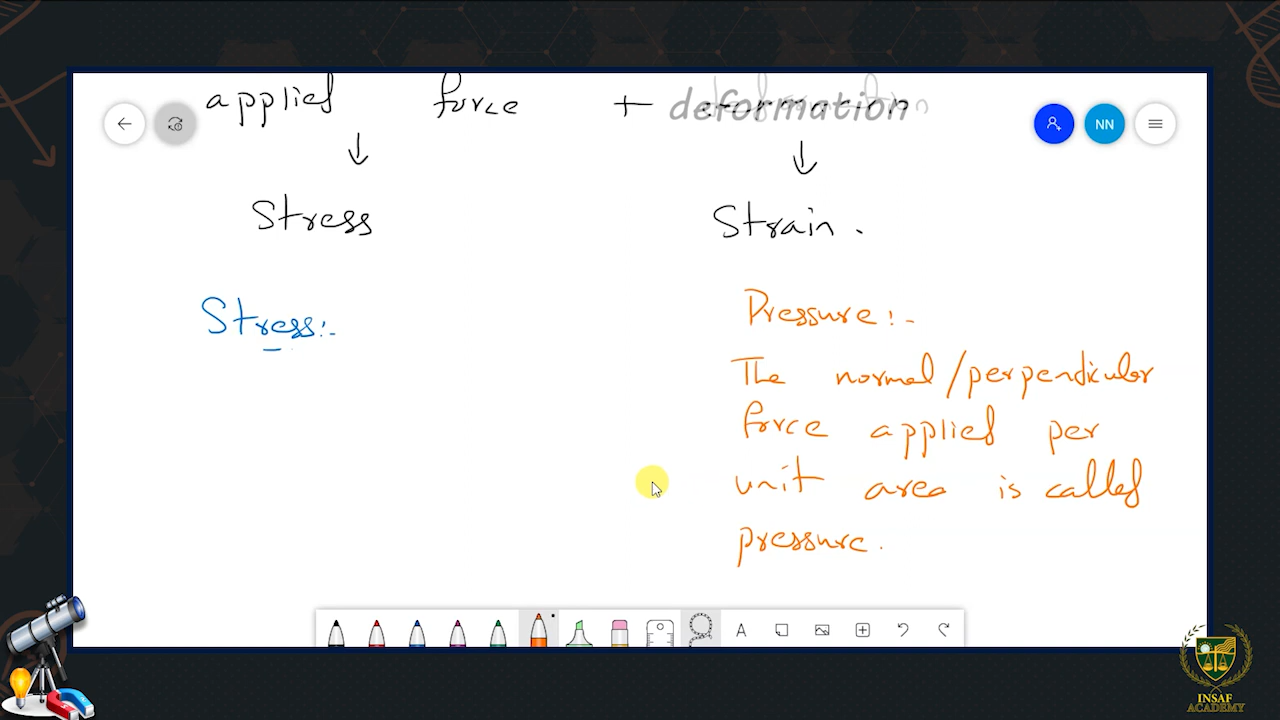 applied force + deformation
Stress Strain.
Stress:-
Pressure:-
The normal/perpendicular
force applied per
unit area is called
pressure.
NN
A
INSAF
ACADEMY